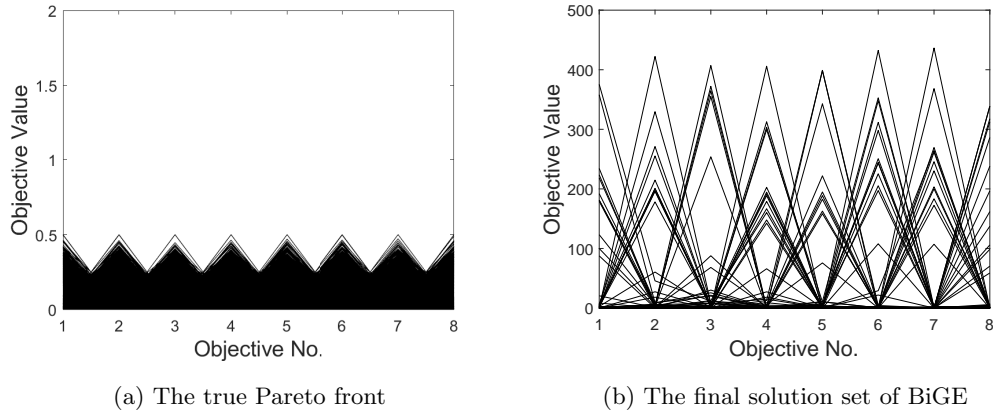 2
1.5
1
0.5
0
Objective Value
1 2 3 4 5 6 7 8
Objective No.
(a) The true Pareto front
500
400
300
200
100
0
Objective Value
1 2 3 4 5 6 7 8
Objective No.
(b) The final solution set of BiGE